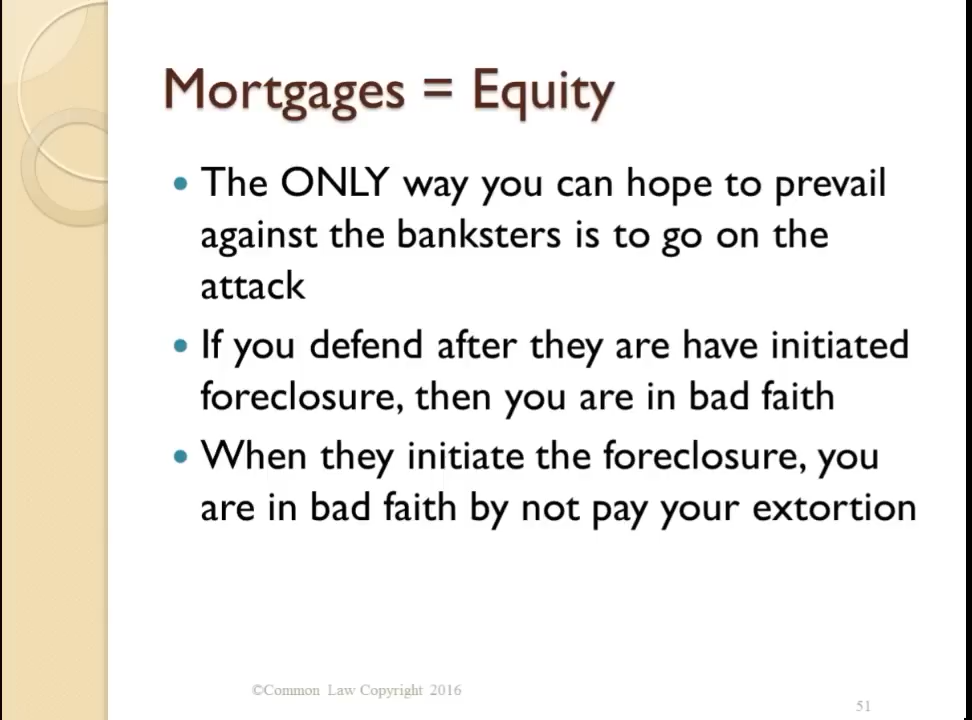 Mortgages = Equity
• The ONLY way you can hope to prevail
against the banksters is to go on the
attack
• If you defend after they are have initiated
foreclosure, then you are in bad faith
• When they initiate the foreclosure, you
are in bad faith by not pay your extortion
©Common Law Copyright 2016
51